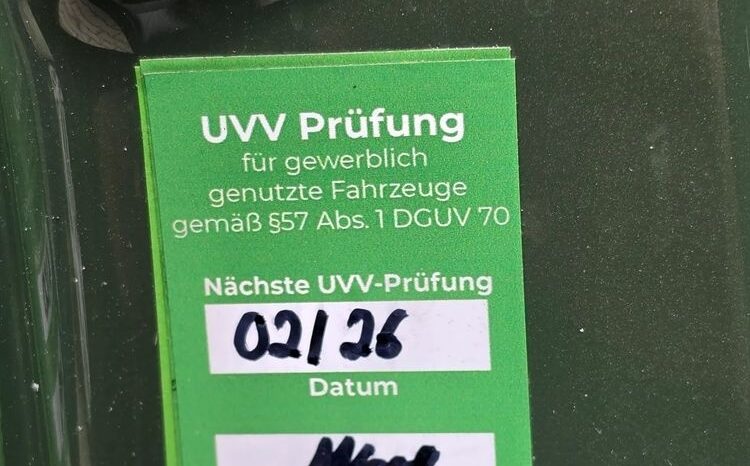 UVV Prüfung
für gewerblich
genutzte Fahrzeuge
gemäß §57 Abs. 1 DGUV 70
Nächste UVV-Prüfung
02/26
Datum